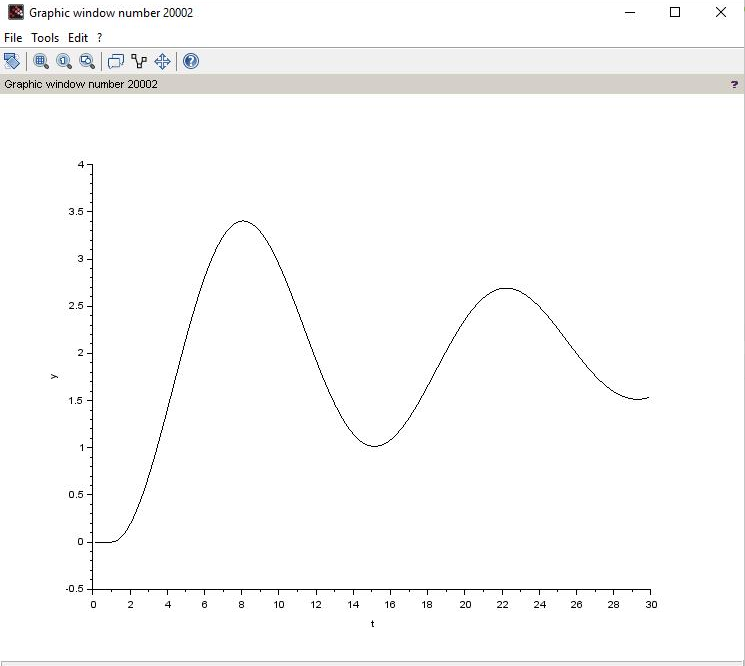 Graphic window number 20002
File Tools Edit ?
Graphic window number 20002 ?
4
3.5
3
2.5
2
y
1.5
1
0.5
0
-0.5
0 2 4 6 8 10 12 14 16 18 20 22 24 26 28 30
t